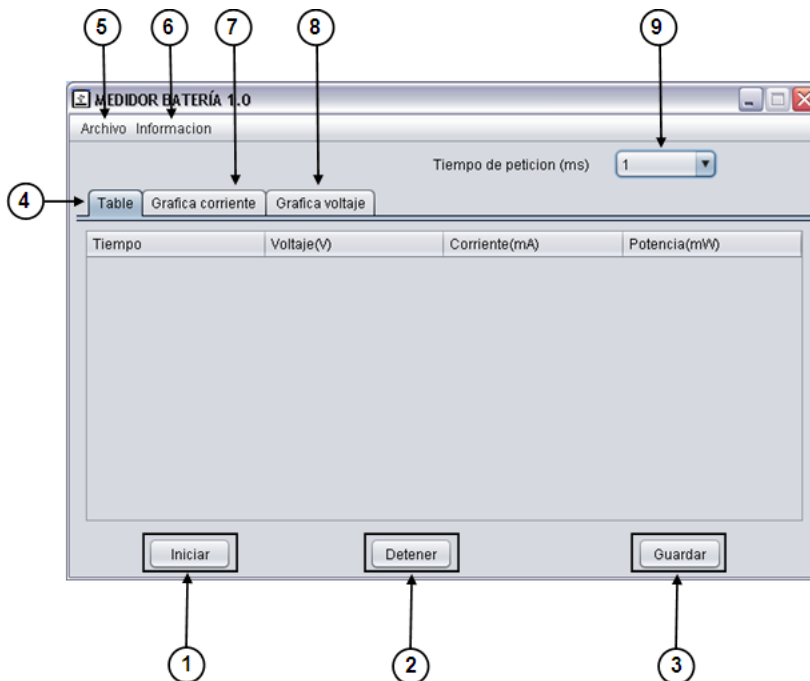 5 6 7 8 9
MEDIDOR BATERÍA 1.0
Archivo Informacion
Tiempo de peticion (ms) 1
4
Table Grafica corriente Grafica voltaje
Tiempo Voltaje(V) Corriente(mA) Potencia(mW)
Iniciar Detener Guardar
1 2 3